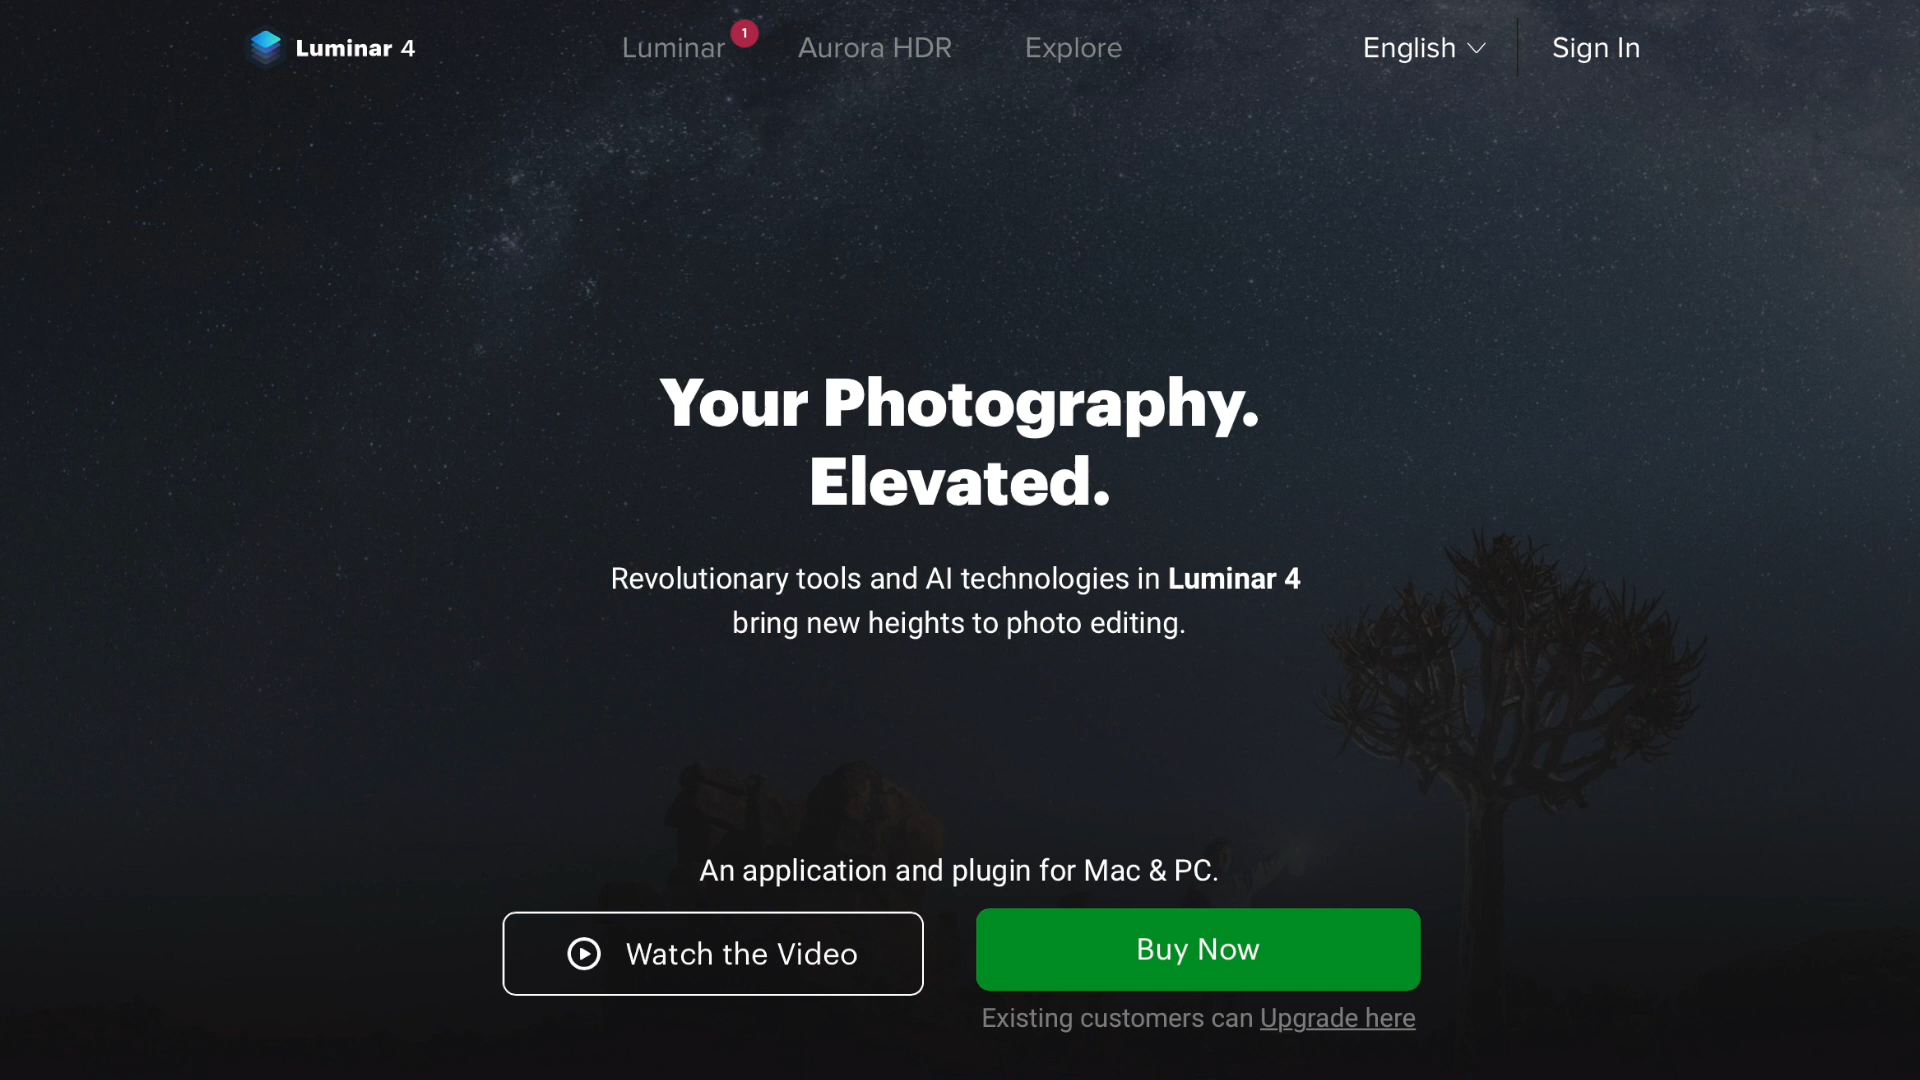 Luminar 4
Luminar 1
Aurora HDR
Explore
English
Sign In
Your Photography.
Elevated.
Revolutionary tools and AI technologies in Luminar 4
bring new heights to photo editing.
An application and plugin for Mac & PC.
Watch the Video
Buy Now
Existing customers can Upgrade here